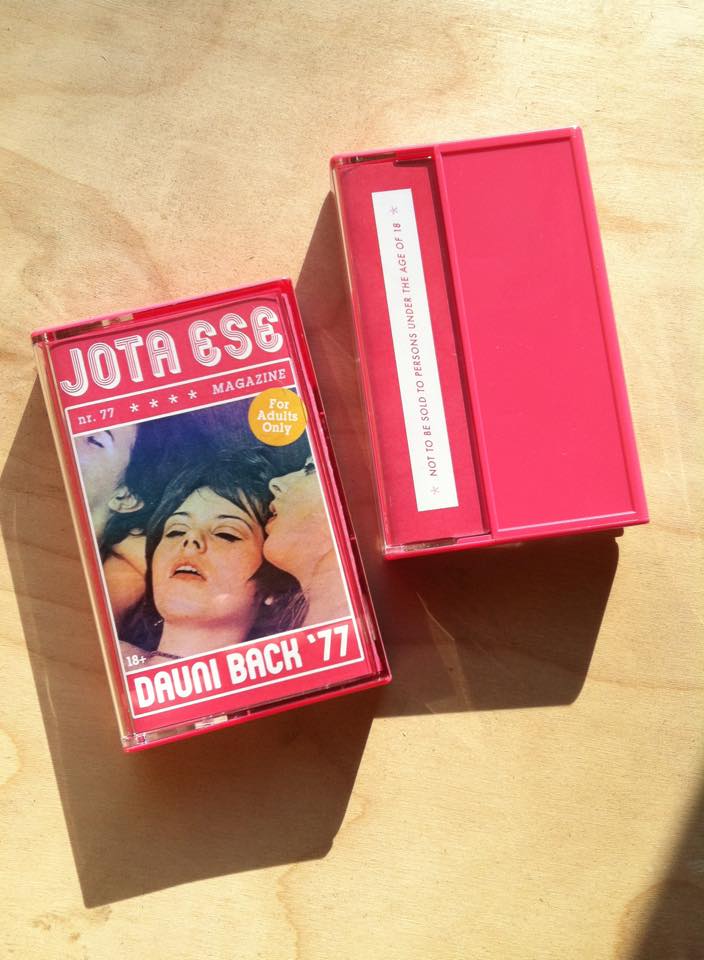 JOTA ESE
nr. 77 * * * * MAGAZINE
For
Adults
Only
18+
DAUNI BACK '77
* NOT TO BE SOLD TO PERSONS UNDER THE AGE OF 18 *